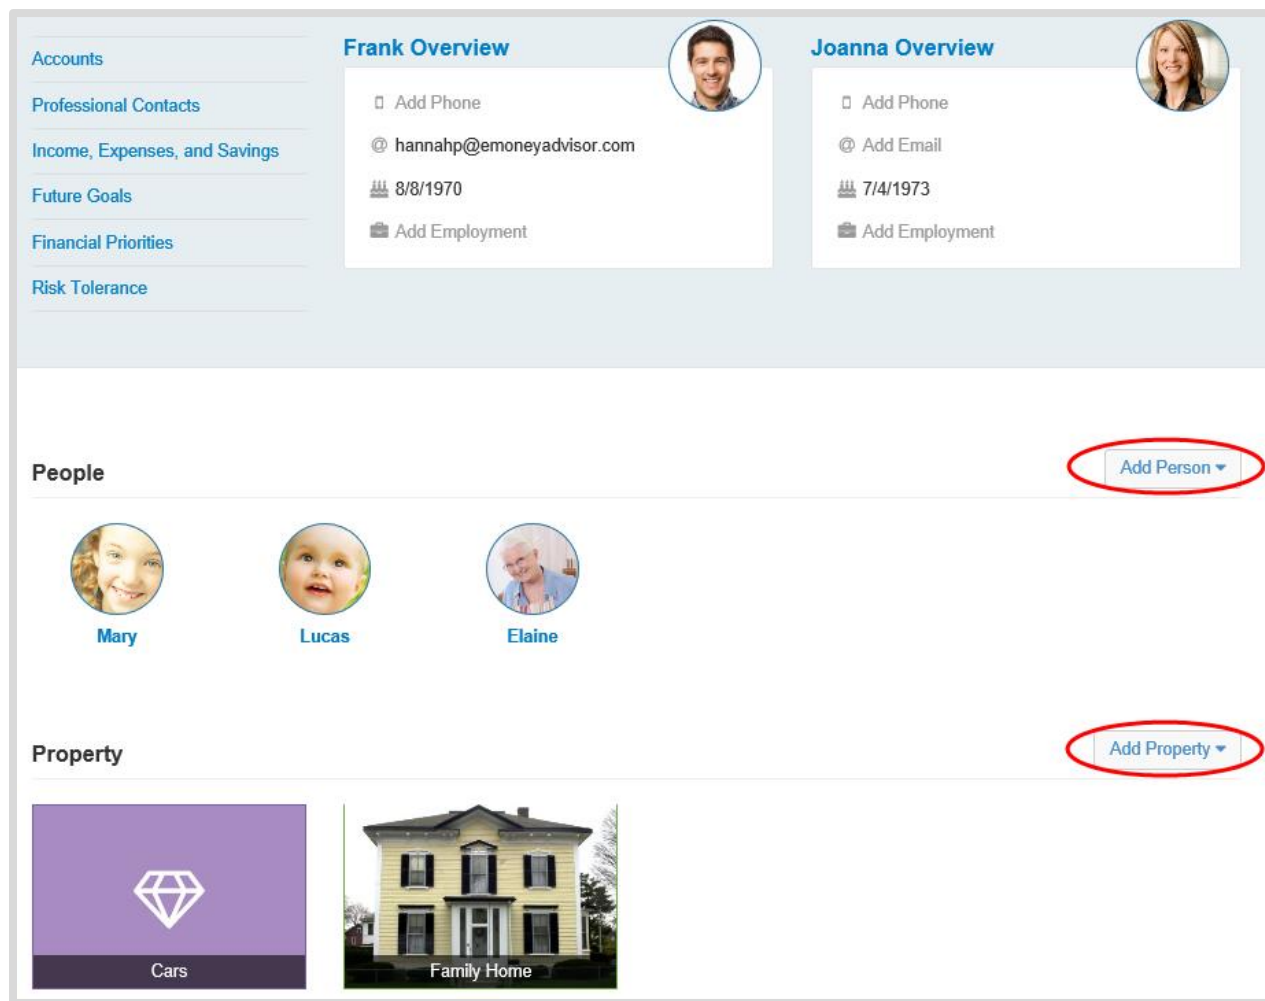 Accounts
Professional Contacts
Income, Expenses, and Savings
Future Goals
Financial Priorities
Risk Tolerance
Frank Overview
Add Phone
@ hannahp@emoneyadvisor.com
8/8/1970
Add Employment
Joanna Overview
Add Phone
@ Add Email
7/4/1973
Add Employment
People
Add Person
Mary
Lucas
Elaine
Property
Add Property
Cars
Family Home